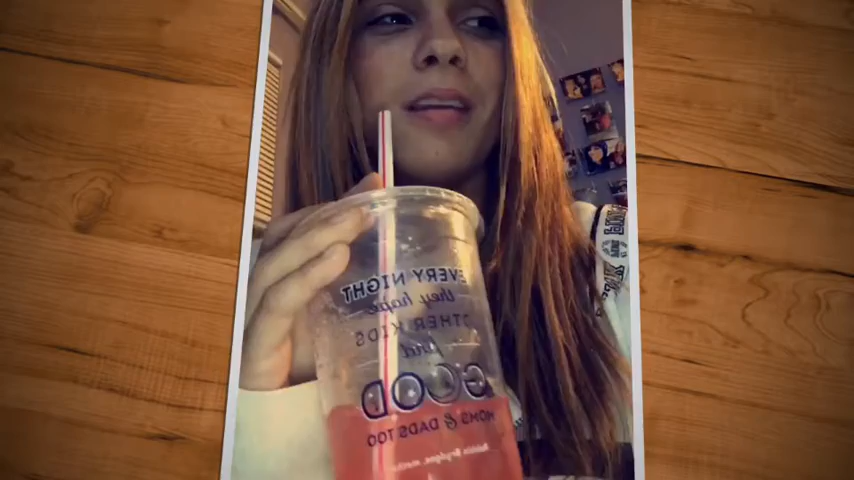 EVERY NIGHT
they hope
OTHER KIDS
find
GOOD
MOMS & DADS TOO